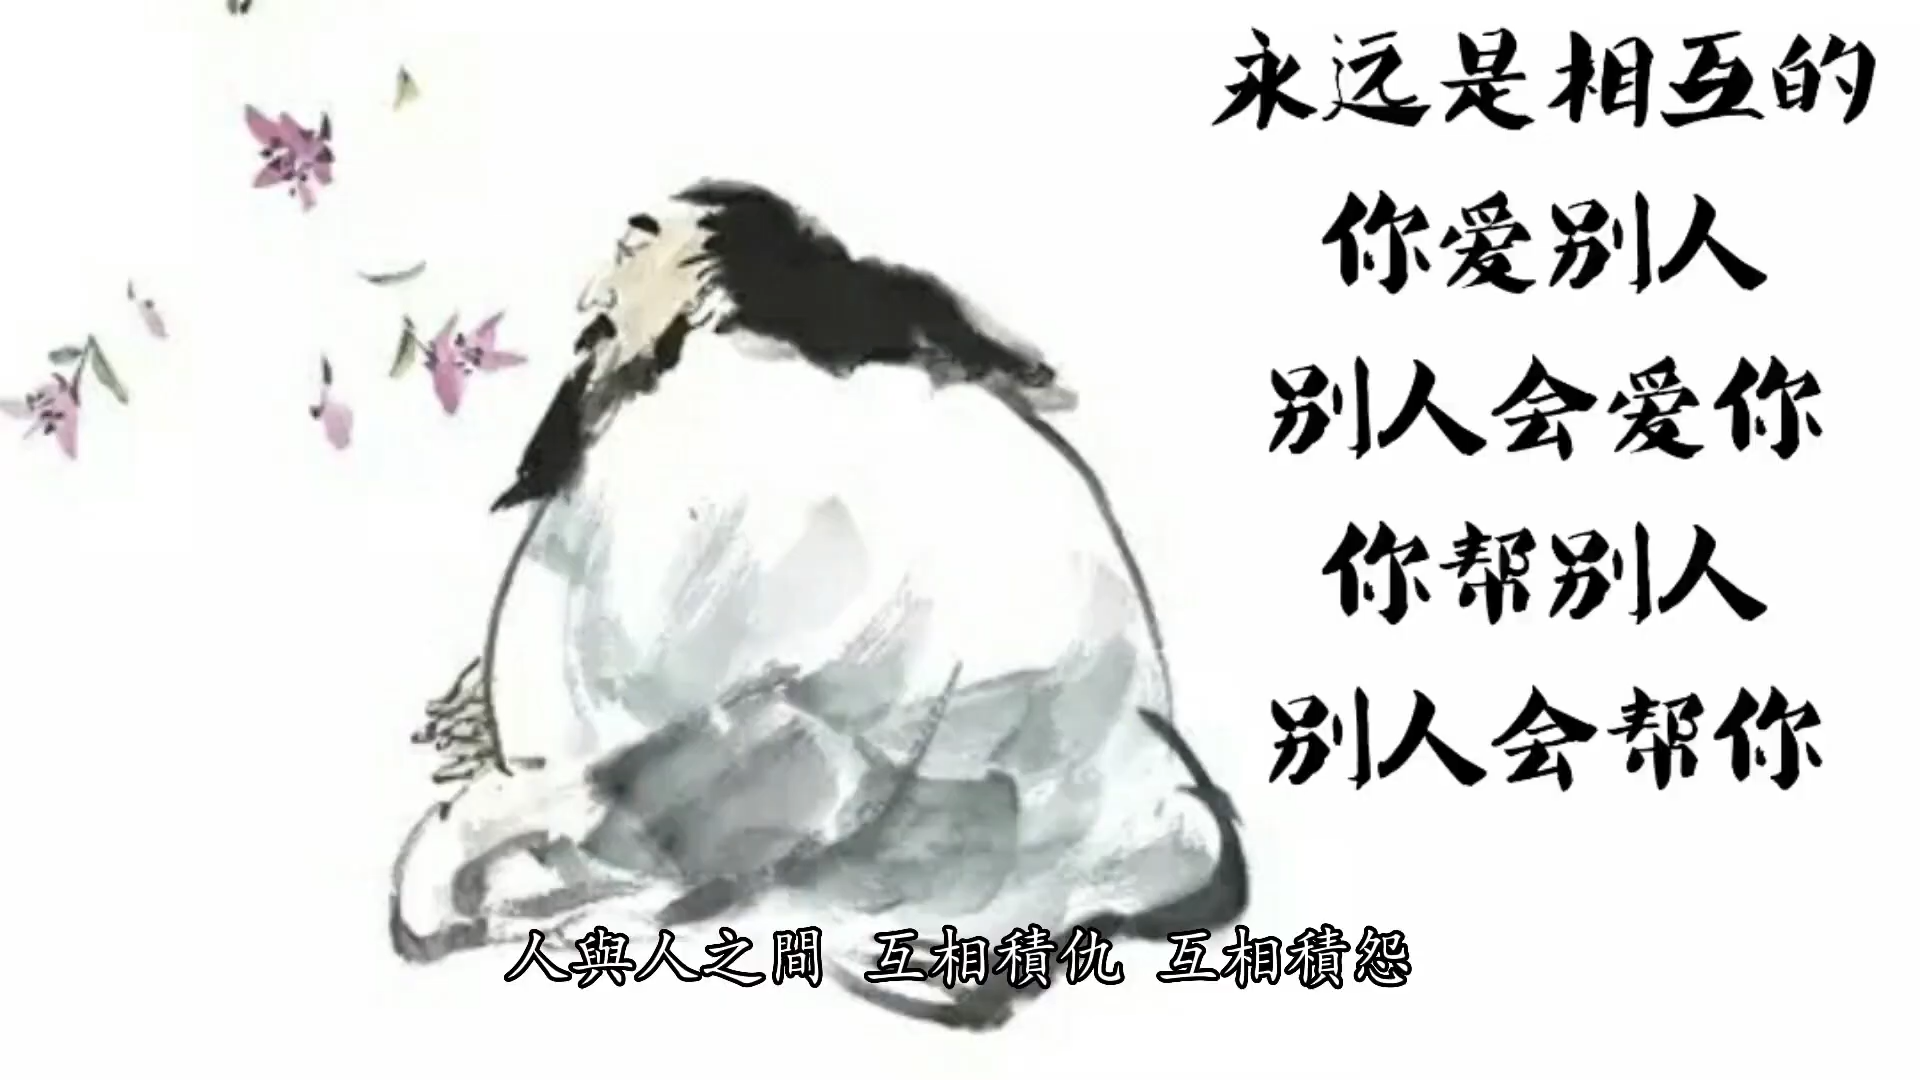 永远是相互的
你爱别人
别人会爱你
你帮别人
别人会帮你
人與人之間 互相積仇 互相積怨